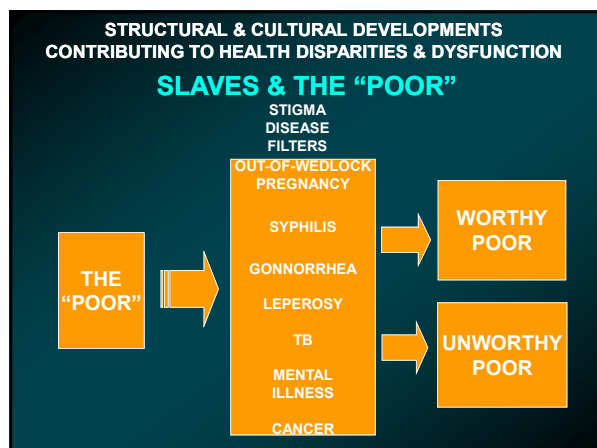 STRUCTURAL & CULTURAL DEVELOPMENTS
CONTRIBUTING TO HEALTH DISPARITIES & DYSFUNCTION
SLAVES & THE “POOR”
STIGMA
DISEASE
FILTERS
OUT-OF-WEDLOCK
PREGNANCY
SYPHILIS
GONNORRHEA
LEPEROSY
TB
MENTAL
ILLNESS
CANCER
THE
“POOR”
WORTHY
POOR
UNWORTHY
POOR